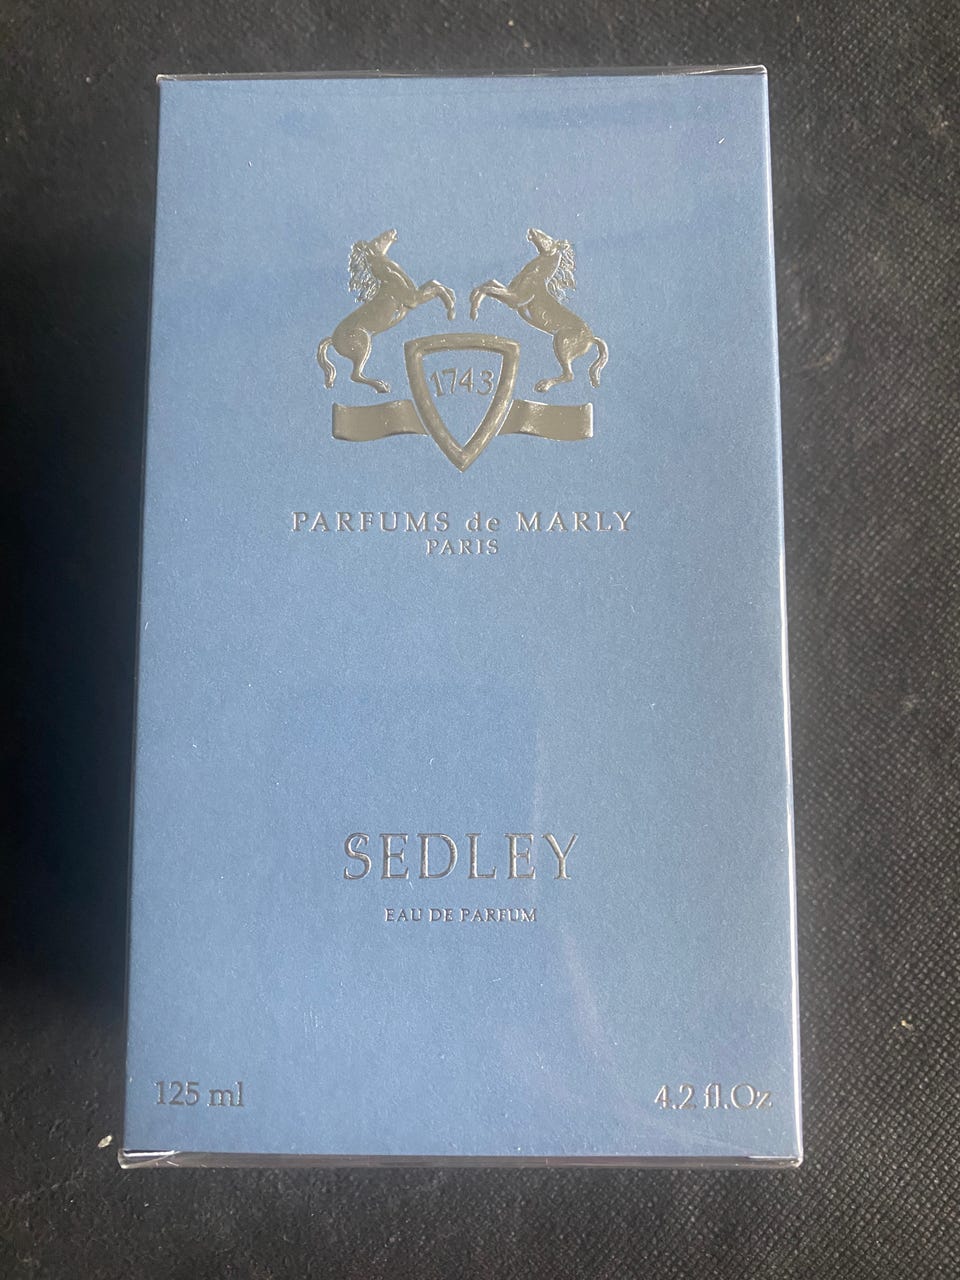 1743
PARFUMS de MARLY
PARIS
SEDLEY
EAU DE PARFUM
125 ml
4.2 fl.Oz